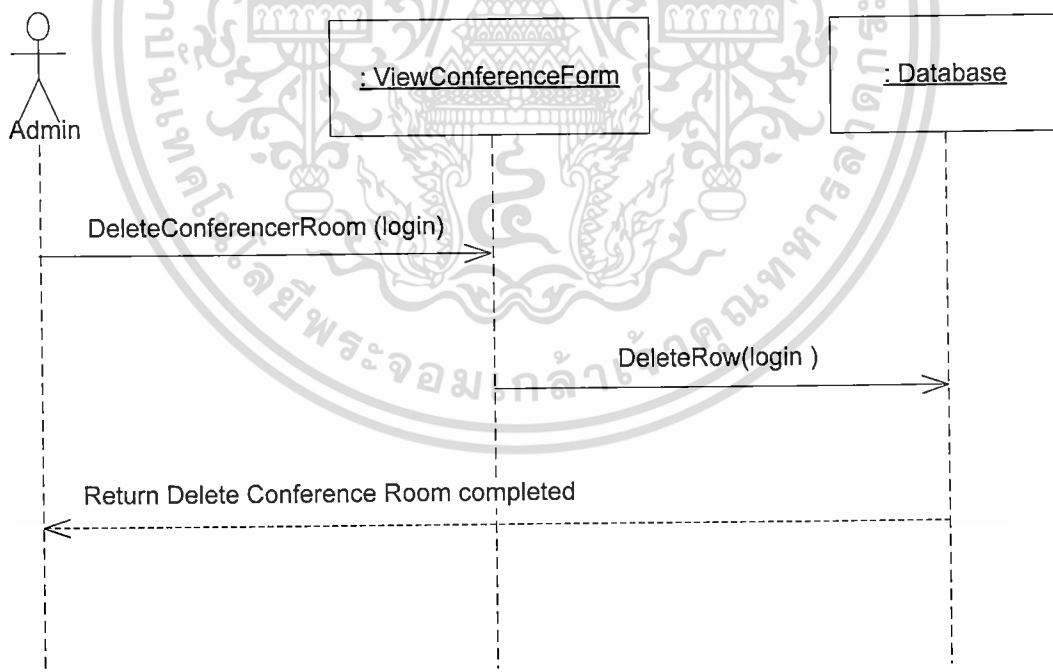 Admin
: ViewConferenceForm
: Database
DeleteConferencerRoom (login)
DeleteRow(login )
Return Delete Conference Room completed